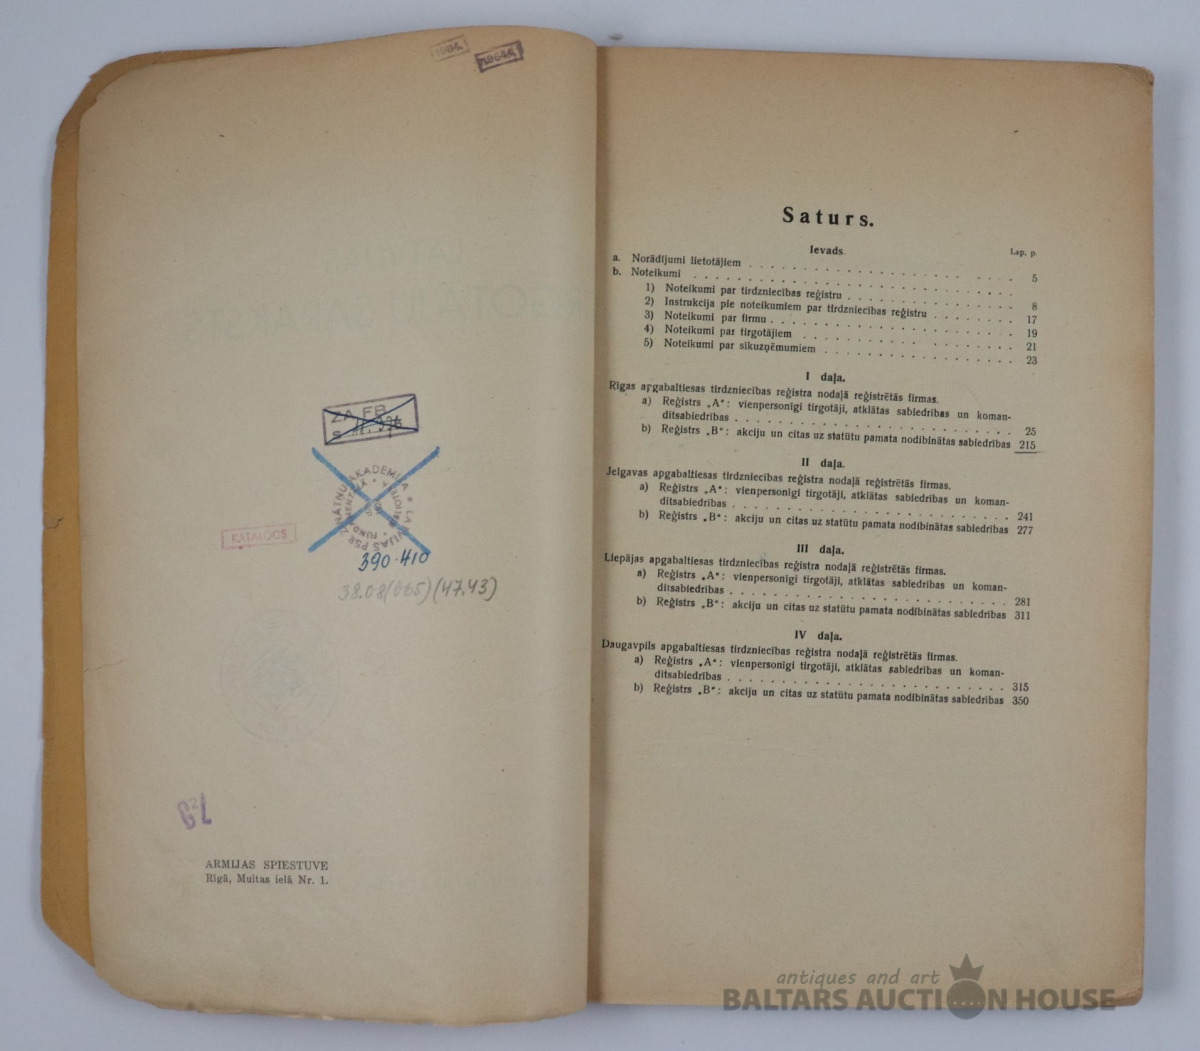 1964.
1964.
ZA FB
390·410
38.08(065)(47.43)
KATALOGS
ARMIJAS SPIESTUVE
Rīgā, Muitas ielā Nr. 1.
Saturs.
Ievads.
Lap. p.
a. Norādījumi lietotājiem . . . . . . . . . . . . . . . . . . . 5
b. Noteikumi . . . . . . . . . . . . . . . . . . . . . .
1) Noteikumi par tirdzniecības reģistru . . . . . . . . . . . 8
2) Instrukcija pie noteikumiem par tirdzniecības reģistru . . . . . . 17
3) Noteikumi par firmu . . . . . . . . . . . . . . . . . 19
4) Noteikumi par tirgotājiem . . . . . . . . . . . . . . 21
5) Noteikumi par sīkuzņēmumiem . . . . . . . . . . . . . 23
I daļa.
Rīgas apgabaltiesas tirdzniecības reģistra nodaļā reģistrētās firmas.
a) Reģistrs „A“: vienpersonīgi tirgotāji, atklātas sabiedrības un koman-
ditsabiedrības . . . . . . . . . . . . . . . . . . . 25
b) Reģistrs „B“: akciju un citas uz statūtu pamata nodibinātas sabiedrības 215
II daļa.
Jelgavas apgabaltiesas tirdzniecības reģistra nodaļā reģistrētās firmas.
a) Reģistrs „A“: vienpersonīgi tirgotāji, atklātas sabiedrības un koman-
ditsabiedrības . . . . . . . . . . . . . . . . . . . 241
b) Reģistrs „B“: akciju un citas uz statūtu pamata nodibinātas sabiedrības 277
III daļa.
Liepājas apgabaltiesas tirdzniecības reģistra nodaļā reģistrētās firmas.
a) Reģistrs „A“: vienpersonīgi tirgotāji, atklātas sabiedrības un koman-
ditsabiedrības . . . . . . . . . . . . . . . . . . . 281
b) Reģistrs „B“: akciju un citas uz statūtu pamata nodibinātas sabiedrības 311
IV daļa.
Daugavpils apgabaltiesas tirdzniecības reģistra nodaļā reģistrētās firmas.
a) Reģistrs „A“: vienpersonīgi tirgotāji, atklātas sabiedrības un koman-
ditsabiedrības . . . . . . . . . . . . . . . . . . . 315
b) Reģistrs „B“: akciju un citas uz statūtu pamata nodibinātas sabiedrības 350
antiques and art
BALTARS AUCTION HOUSE